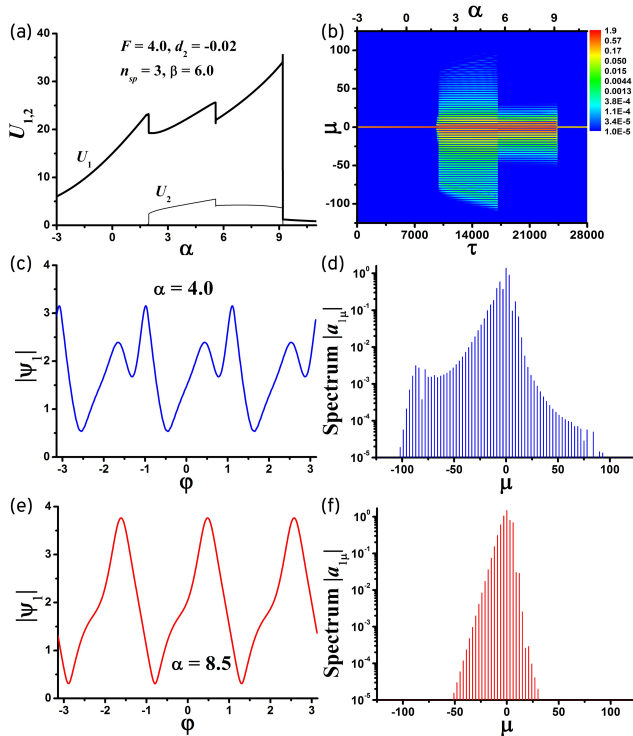 (a)
F = 4.0, d2 = -0.02
nsp = 3, β = 6.0
U1,2
40
30
20
10
0
U1
U2
-3 0 3 6 9
α
(b)
α
-3 0 3 6 9
μ
100
50
0
-50
-100
0 7000 14000 21000 28000
τ
1.9
0.57
0.17
0.050
0.015
0.0044
0.0013
3.8E-4
1.1E-4
3.4E-5
1.0E-5
(c)
α = 4.0
|ψ1|
4
3
2
1
0
-3 -2 -1 0 1 2 3
φ
(d)
Spectrum |a1μ|
10^0
10^-1
10^-2
10^-3
10^-4
10^-5
-100 -50 0 50 100
μ
(e)
α = 8.5
|ψ1|
4
3
2
1
0
-3 -2 -1 0 1 2 3
φ
(f)
Spectrum |a1μ|
10^0
10^-1
10^-2
10^-3
10^-4
10^-5
-100 -50 0 50 100
μ